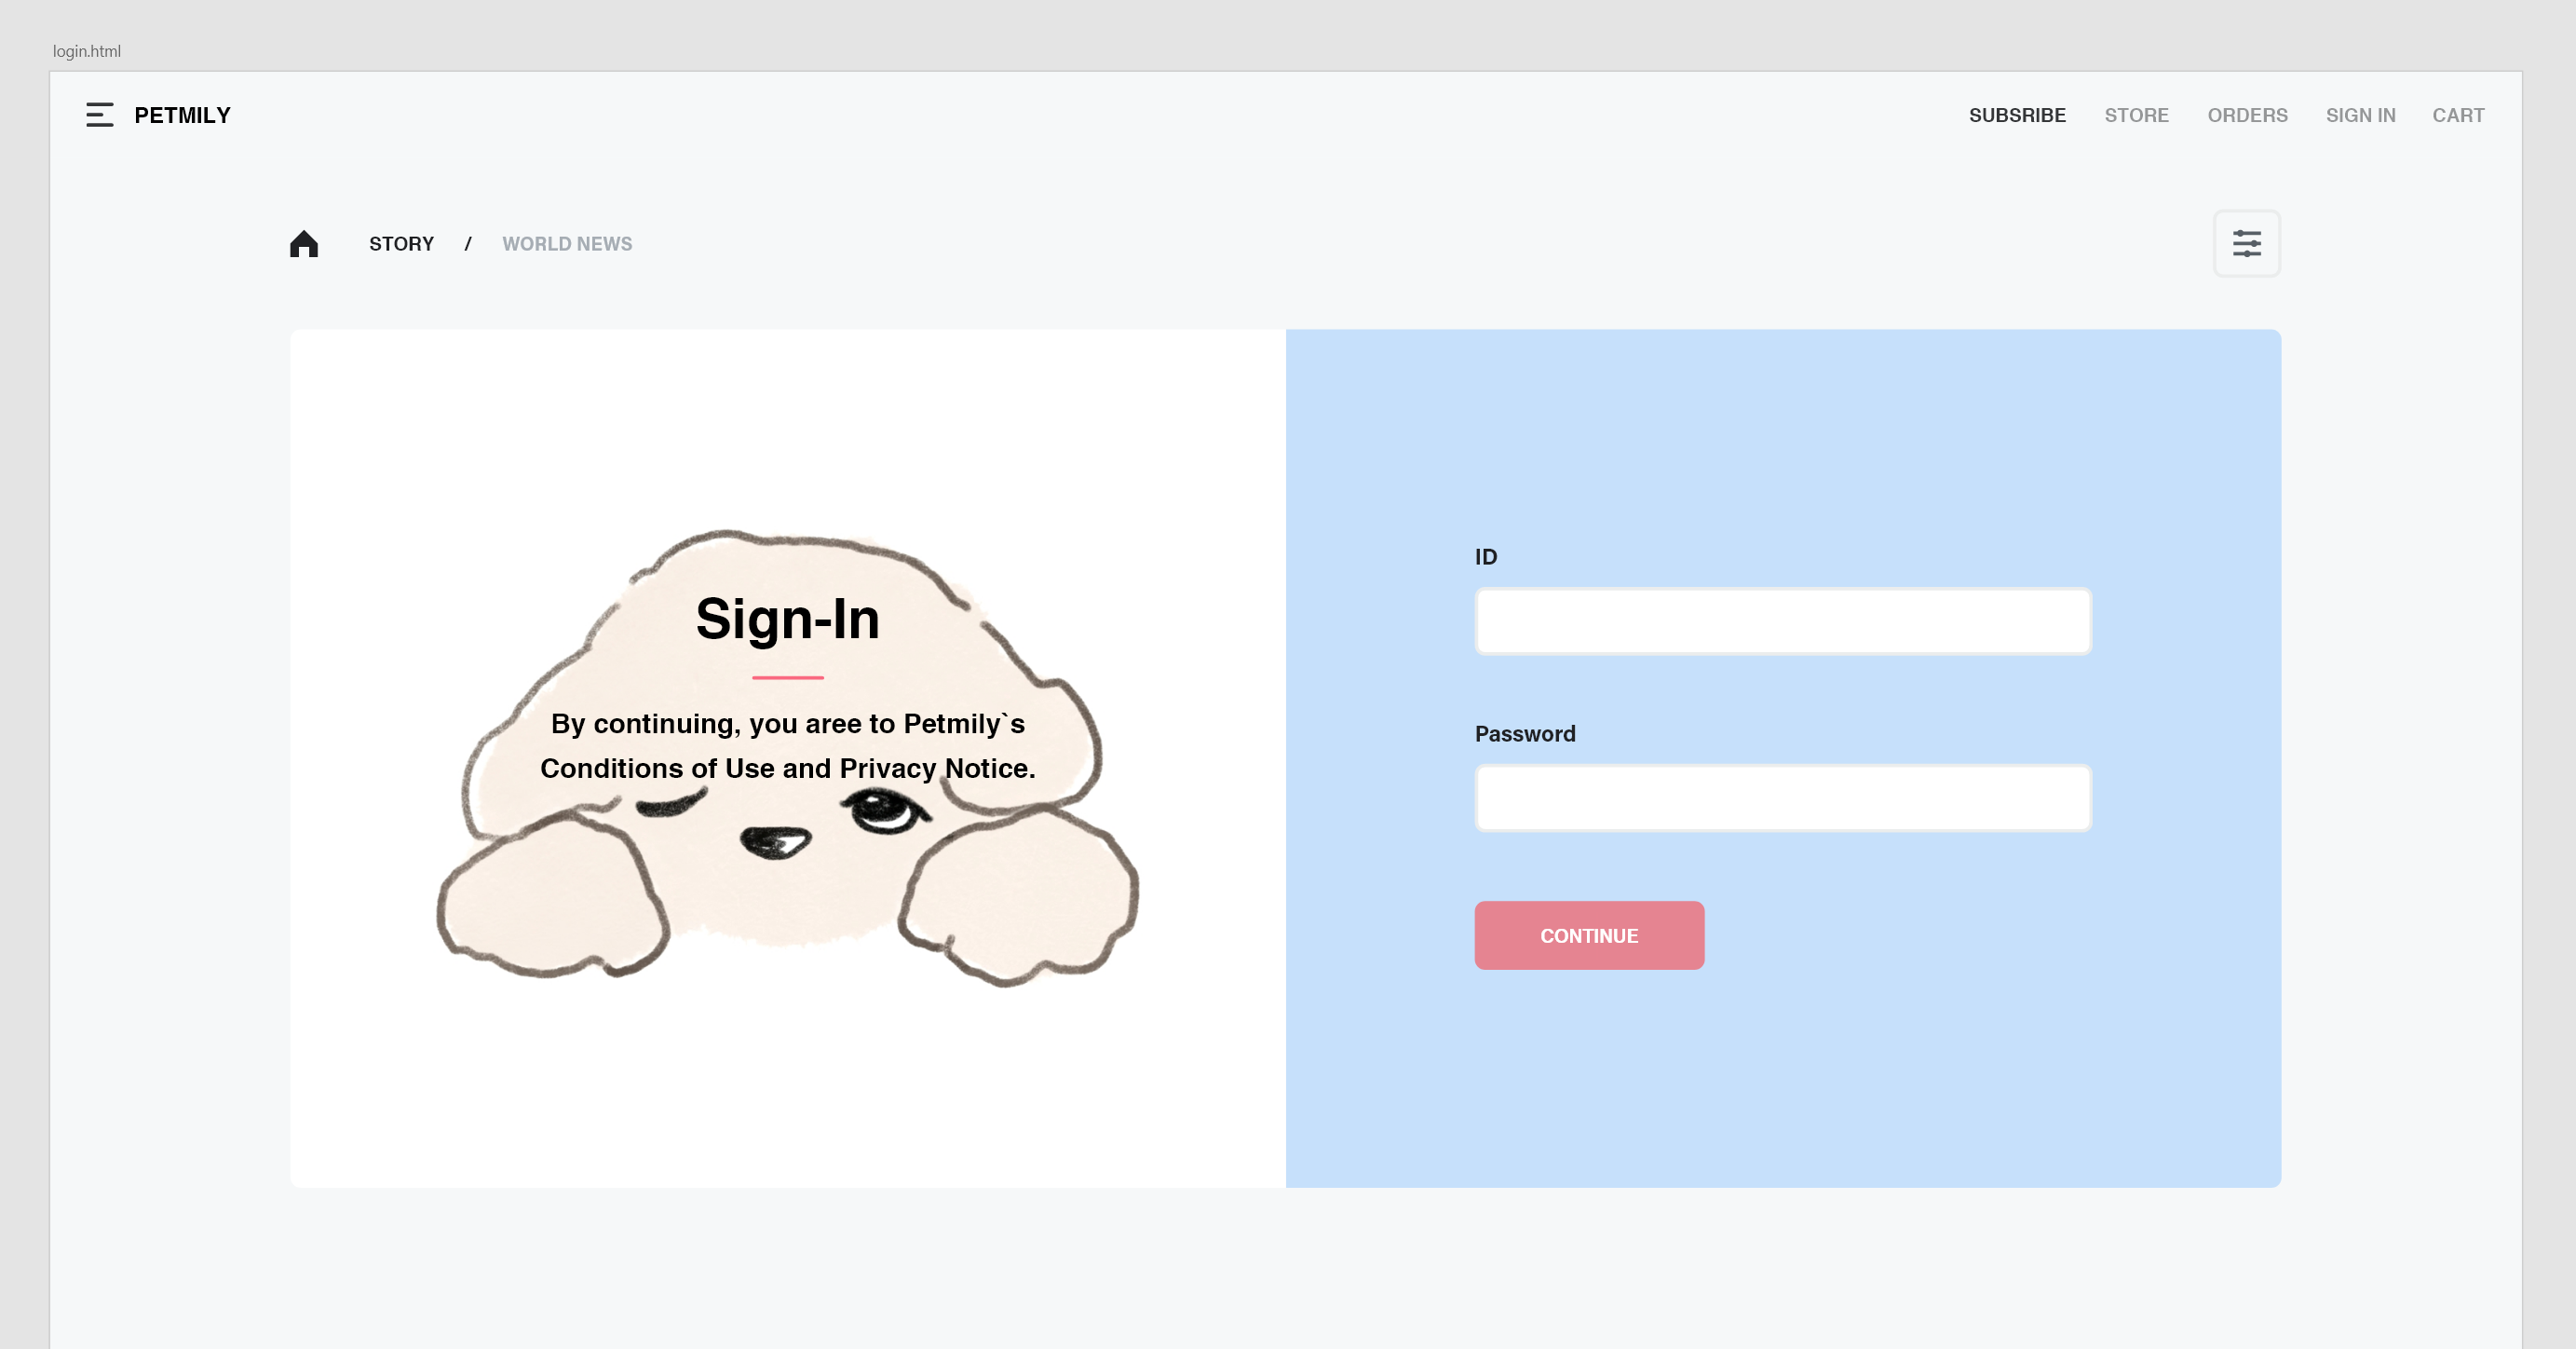 login.html
PETMILY
SUBSRIBE STORE ORDERS SIGN IN CART
STORY / WORLD NEWS
Sign-In
By continuing, you aree to Petmily`s
Conditions of Use and Privacy Notice.
ID
Password
CONTINUE